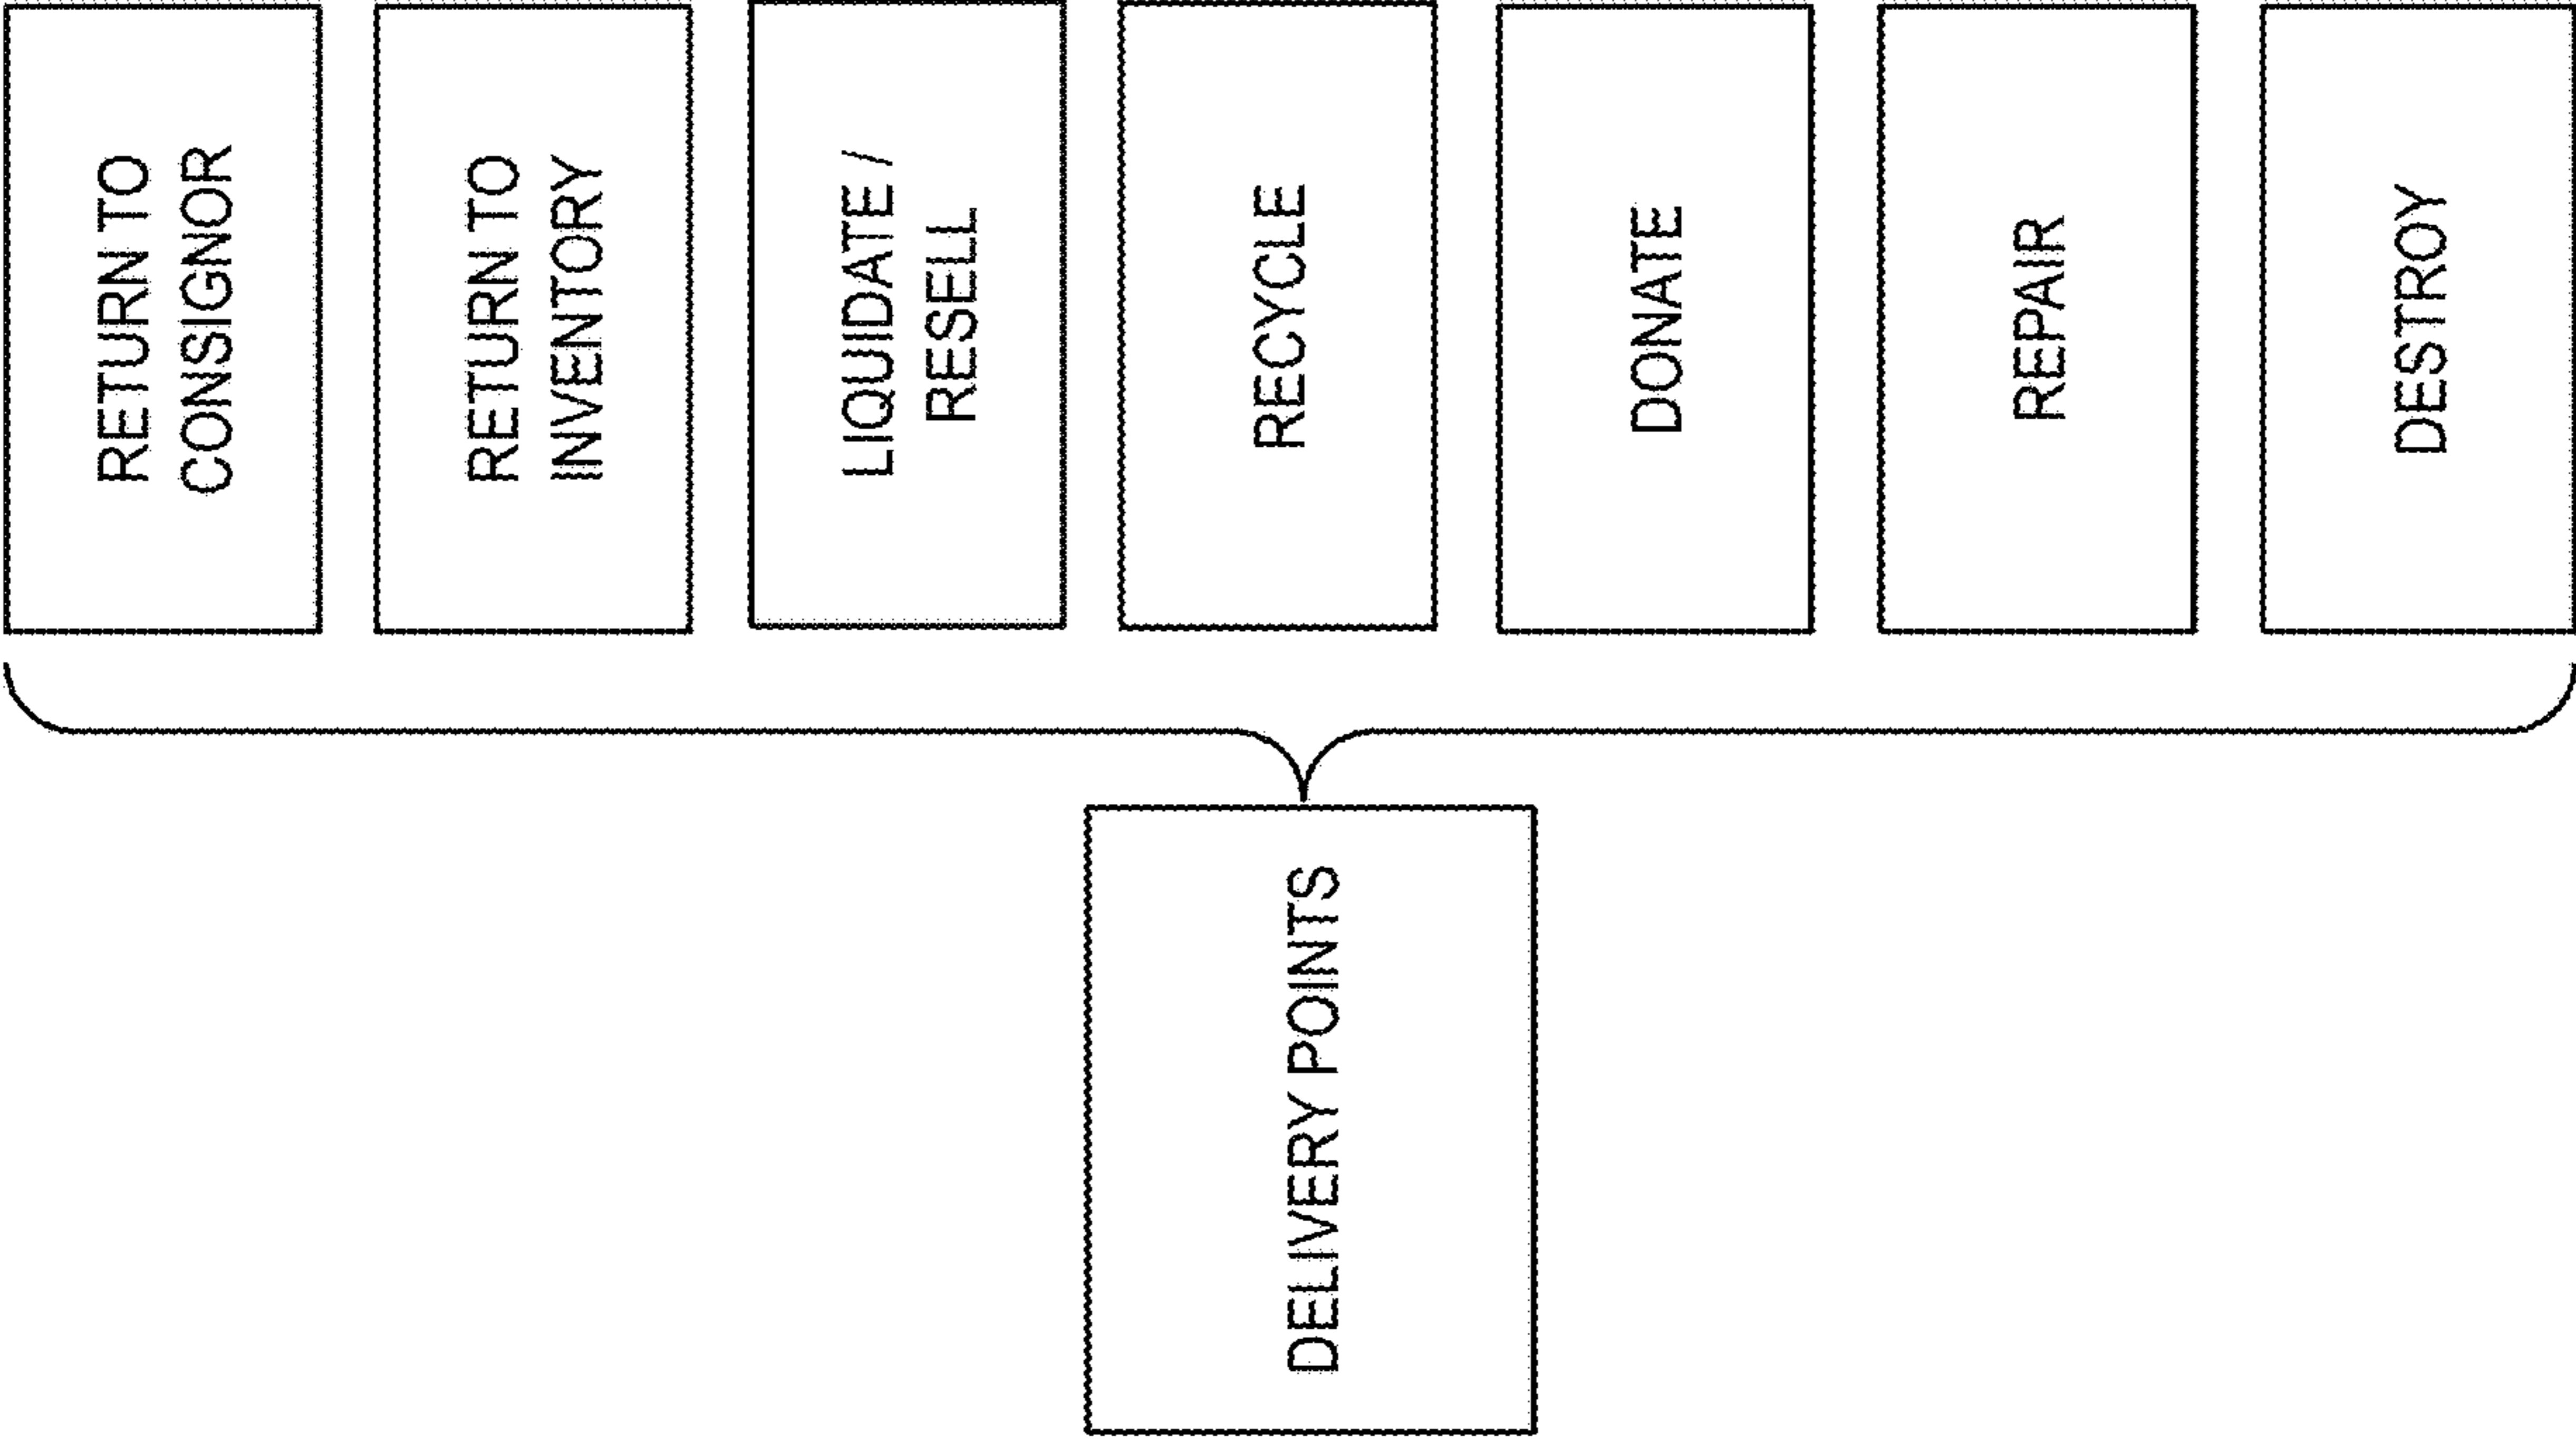 RETURN TO
CONSIGNOR
RETURN TO
INVENTORY
LIQUIDATE /
RESELL
RECYCLE
DONATE
REPAIR
DESTROY
DELIVERY POINTS